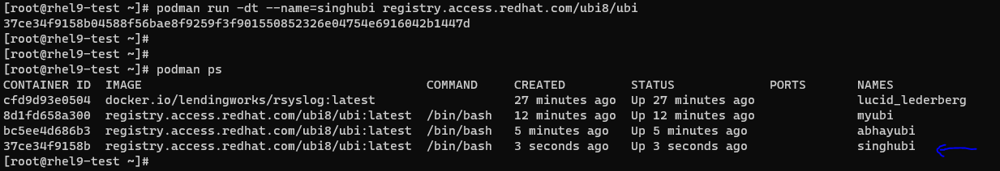 [root@rhel9-test ~]# podman run -dt --name=singhubi registry.access.redhat.com/ubi8/ubi
37ce34f9158b04588f56bae8f9259f3f901550852326e04754e6916042b1447d
[root@rhel9-test ~]#
[root@rhel9-test ~]#
[root@rhel9-test ~]# podman ps
CONTAINER ID  IMAGE                                    COMMAND     CREATED         STATUS             PORTS       NAMES
cfd9d93e0504  docker.io/lendingworks/rsyslog:latest                27 minutes ago  Up 27 minutes ago              lucid_lederberg
8d1fd658a300  registry.access.redhat.com/ubi8/ubi:latest  /bin/bash   12 minutes ago  Up 12 minutes ago              myubi
bc5ee4d686b3  registry.access.redhat.com/ubi8/ubi:latest  /bin/bash   5 minutes ago   Up 5 minutes ago               abhayubi
37ce34f9158b  registry.access.redhat.com/ubi8/ubi:latest  /bin/bash   3 seconds ago   Up 3 seconds ago               singhubi
[root@rhel9-test ~]#